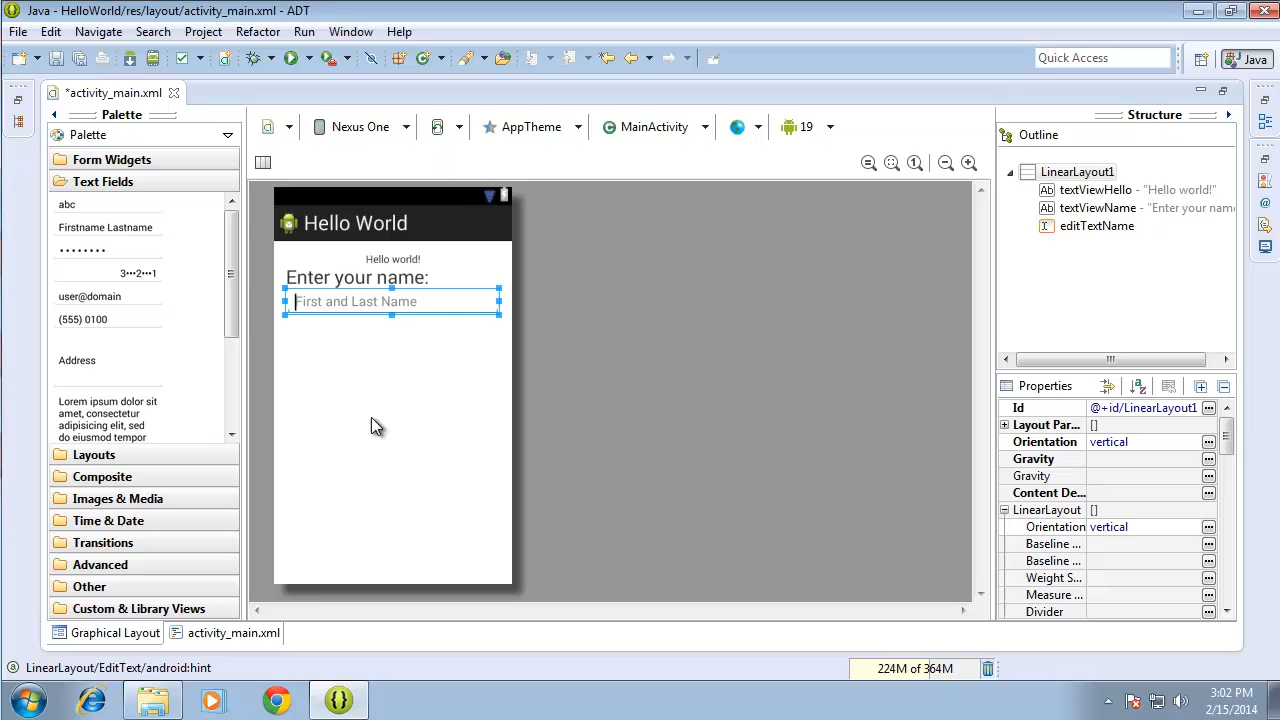 Java - HelloWorld/res/layout/activity_main.xml - ADT
File Edit Navigate Search Project Refactor Run Window Help
Quick Access
Java
*activity_main.xml
Palette
Palette
Form Widgets
Text Fields
abc
Firstname Lastname
••••••••
3•••2•••1
user@domain
(555) 0100
Address
Lorem ipsum dolor sit
amet, consectetur
adipisicing elit, sed
do eiusmod tempor
Layouts
Composite
Images & Media
Time & Date
Transitions
Advanced
Other
Custom & Library Views
Graphical Layout
activity_main.xml
Nexus One
AppTheme
MainActivity
19
Hello World
Hello world!
Enter your name:
First and Last Name
Structure
Outline
LinearLayout1
textViewHello - "Hello world!"
textViewName - "Enter your name
editTextName
Properties
Id @+id/LinearLayout1
Layout Par... []
Orientation vertical
Gravity
Gravity
Content De...
LinearLayout []
Orientation vertical
Baseline ...
Baseline ...
Weight S...
Measure ...
Divider
LinearLayout/EditText/android:hint
224M of 364M
3:02 PM
2/15/2014